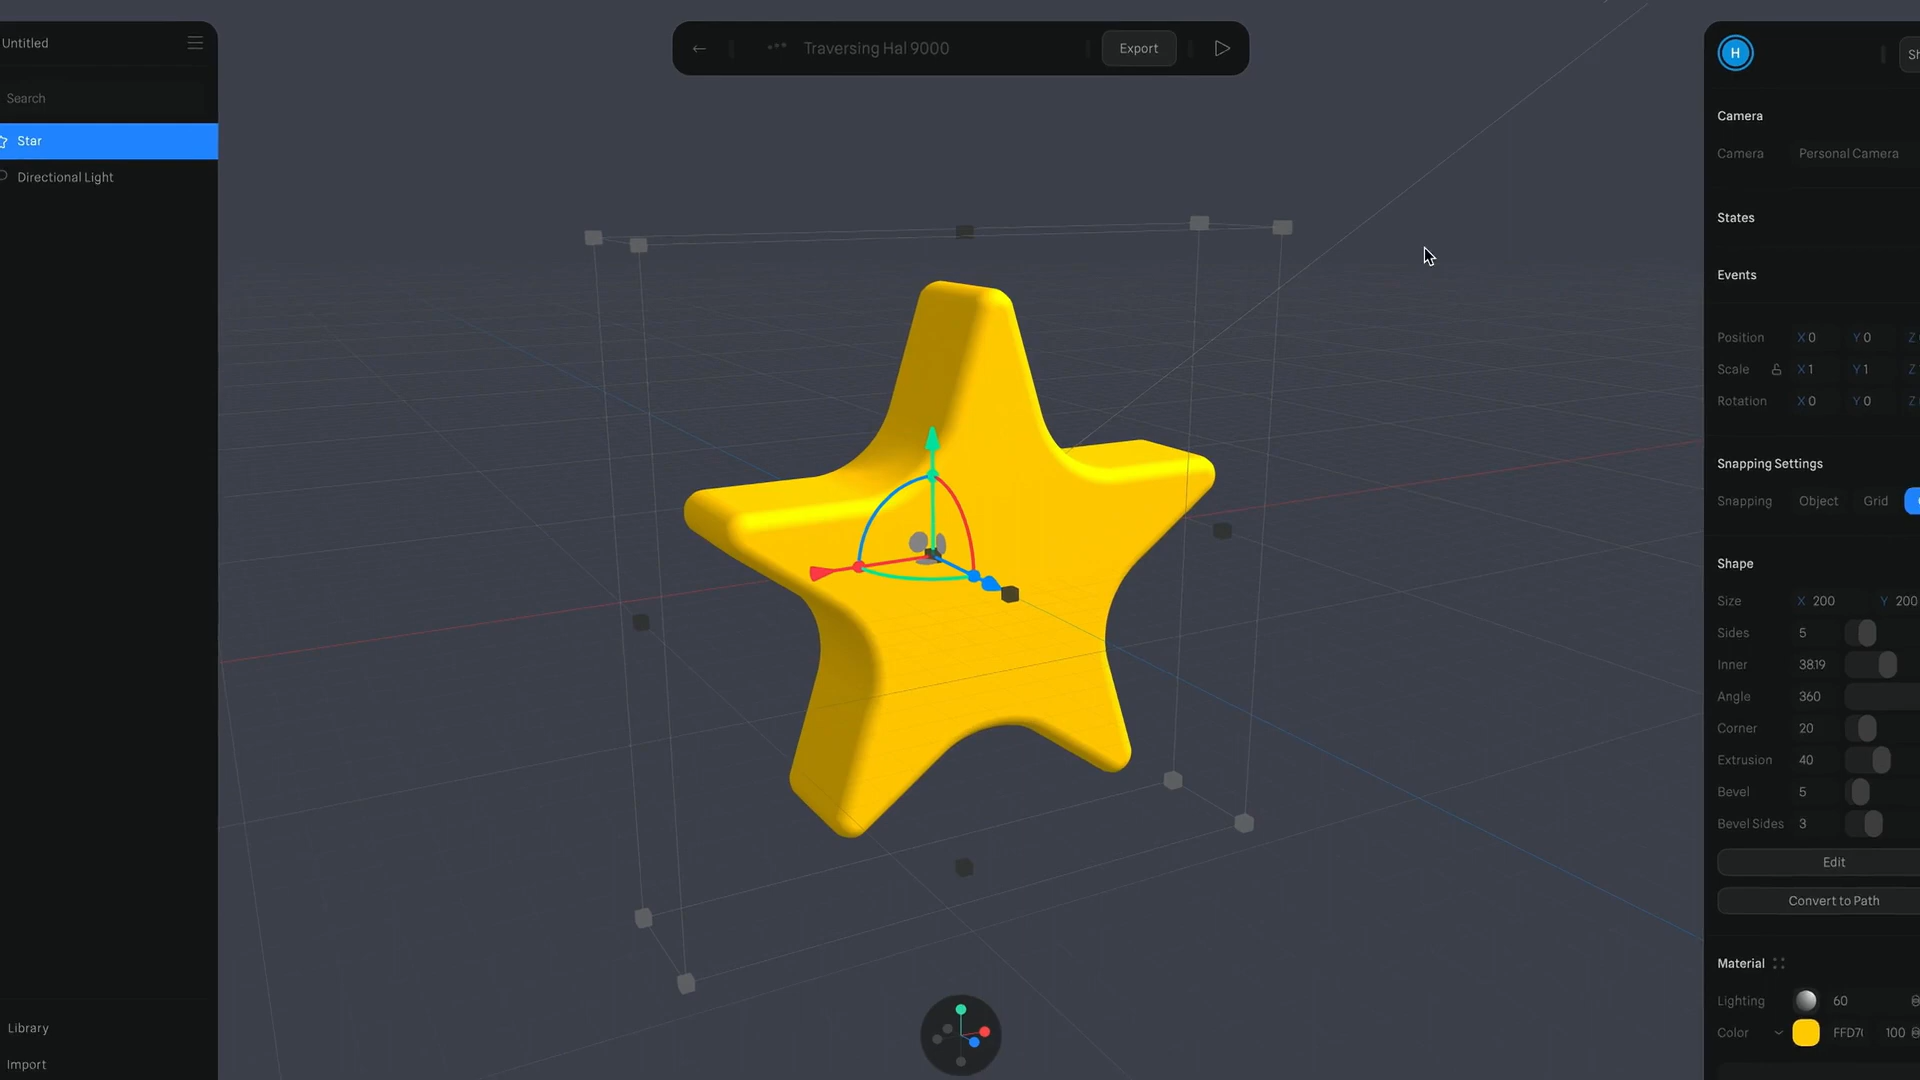 Untitled
Search
Star
Directional Light
Library
Import
Traversing Hal 9000
Export
H
Camera
Camera Personal Camera
States
Events
Position X 0 Y 0 Z
Scale X 1 Y 1 Z
Rotation X 0 Y 0 Z
Snapping Settings
Snapping Object Grid
Shape
Size X 200 Y 200
Sides 5
Inner 38.19
Angle 360
Corner 20
Extrusion 40
Bevel 5
Bevel Sides 3
Edit
Convert to Path
Material
Lighting 60
Color FFD7 100